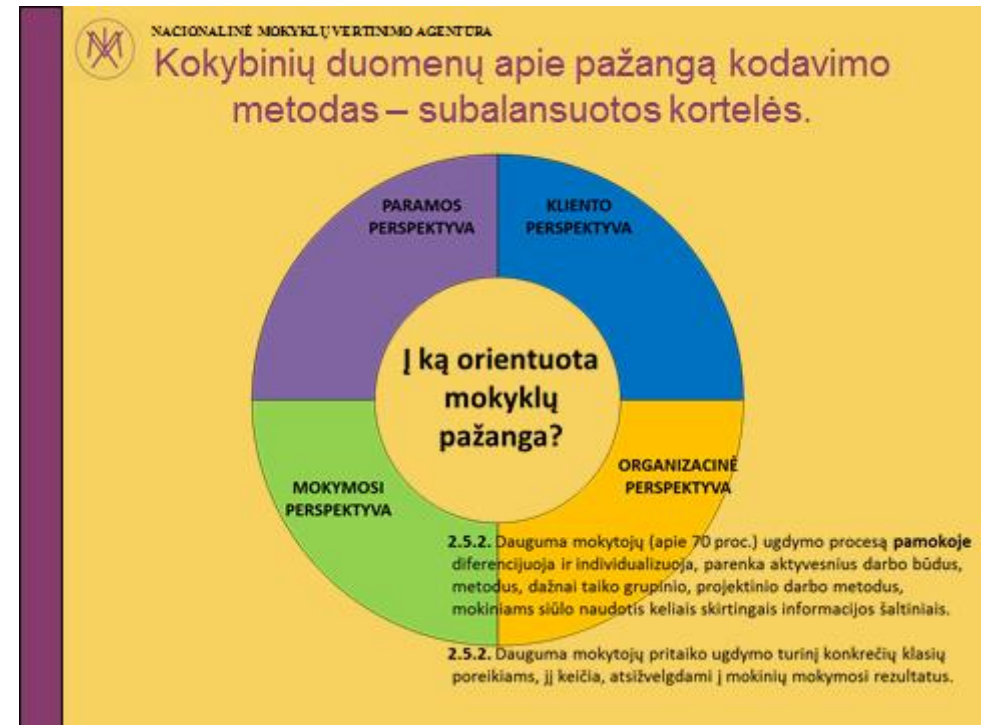 NACIONALINĖ MOKYKLŲ VERTINIMO AGENTŪRA
Kokybinių duomenų apie pažangą kodavimo
metodas – subalansuotos kortelės.
PARAMOS
PERSPEKTYVA
KLIENTO
PERSPEKTYVA
Į ką orientuota
mokyklų
pažanga?
MOKYMOSI
PERSPEKTYVA
ORGANIZACINĖ
PERSPEKTYVA
2.5.2. Dauguma mokytojų (apie 70 proc.) ugdymo procesą pamokoje
diferencijuoja ir individualizuoja, parenka aktyvesnius darbo būdus,
metodus, dažnai taiko grupinio, projektinio darbo metodus,
mokiniams siūlo naudotis keliais skirtingais informacijos šaltiniais.
2.5.2. Dauguma mokytojų pritaiko ugdymo turinį konkrečių klasių
poreikiams, jį keičia, atsižvelgdami į mokinių mokymosi rezultatus.